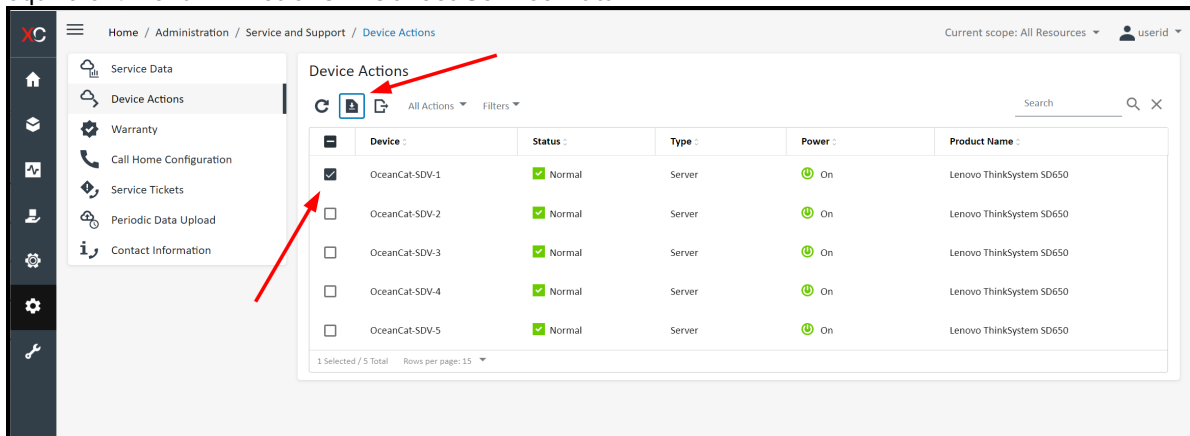 XC
Home / Administration / Service and Support / Device Actions
Current scope: All Resources
userid
Service Data
Device Actions
Warranty
Call Home Configuration
Service Tickets
Periodic Data Upload
Contact Information
Device Actions
All Actions
Filters
Search
Device Status Type Power Product Name
OceanCat-SDV-1 Normal Server On Lenovo ThinkSystem SD650
OceanCat-SDV-2 Normal Server On Lenovo ThinkSystem SD650
OceanCat-SDV-3 Normal Server On Lenovo ThinkSystem SD650
OceanCat-SDV-4 Normal Server On Lenovo ThinkSystem SD650
OceanCat-SDV-5 Normal Server On Lenovo ThinkSystem SD650
1 Selected / 5 Total Rows per page: 15